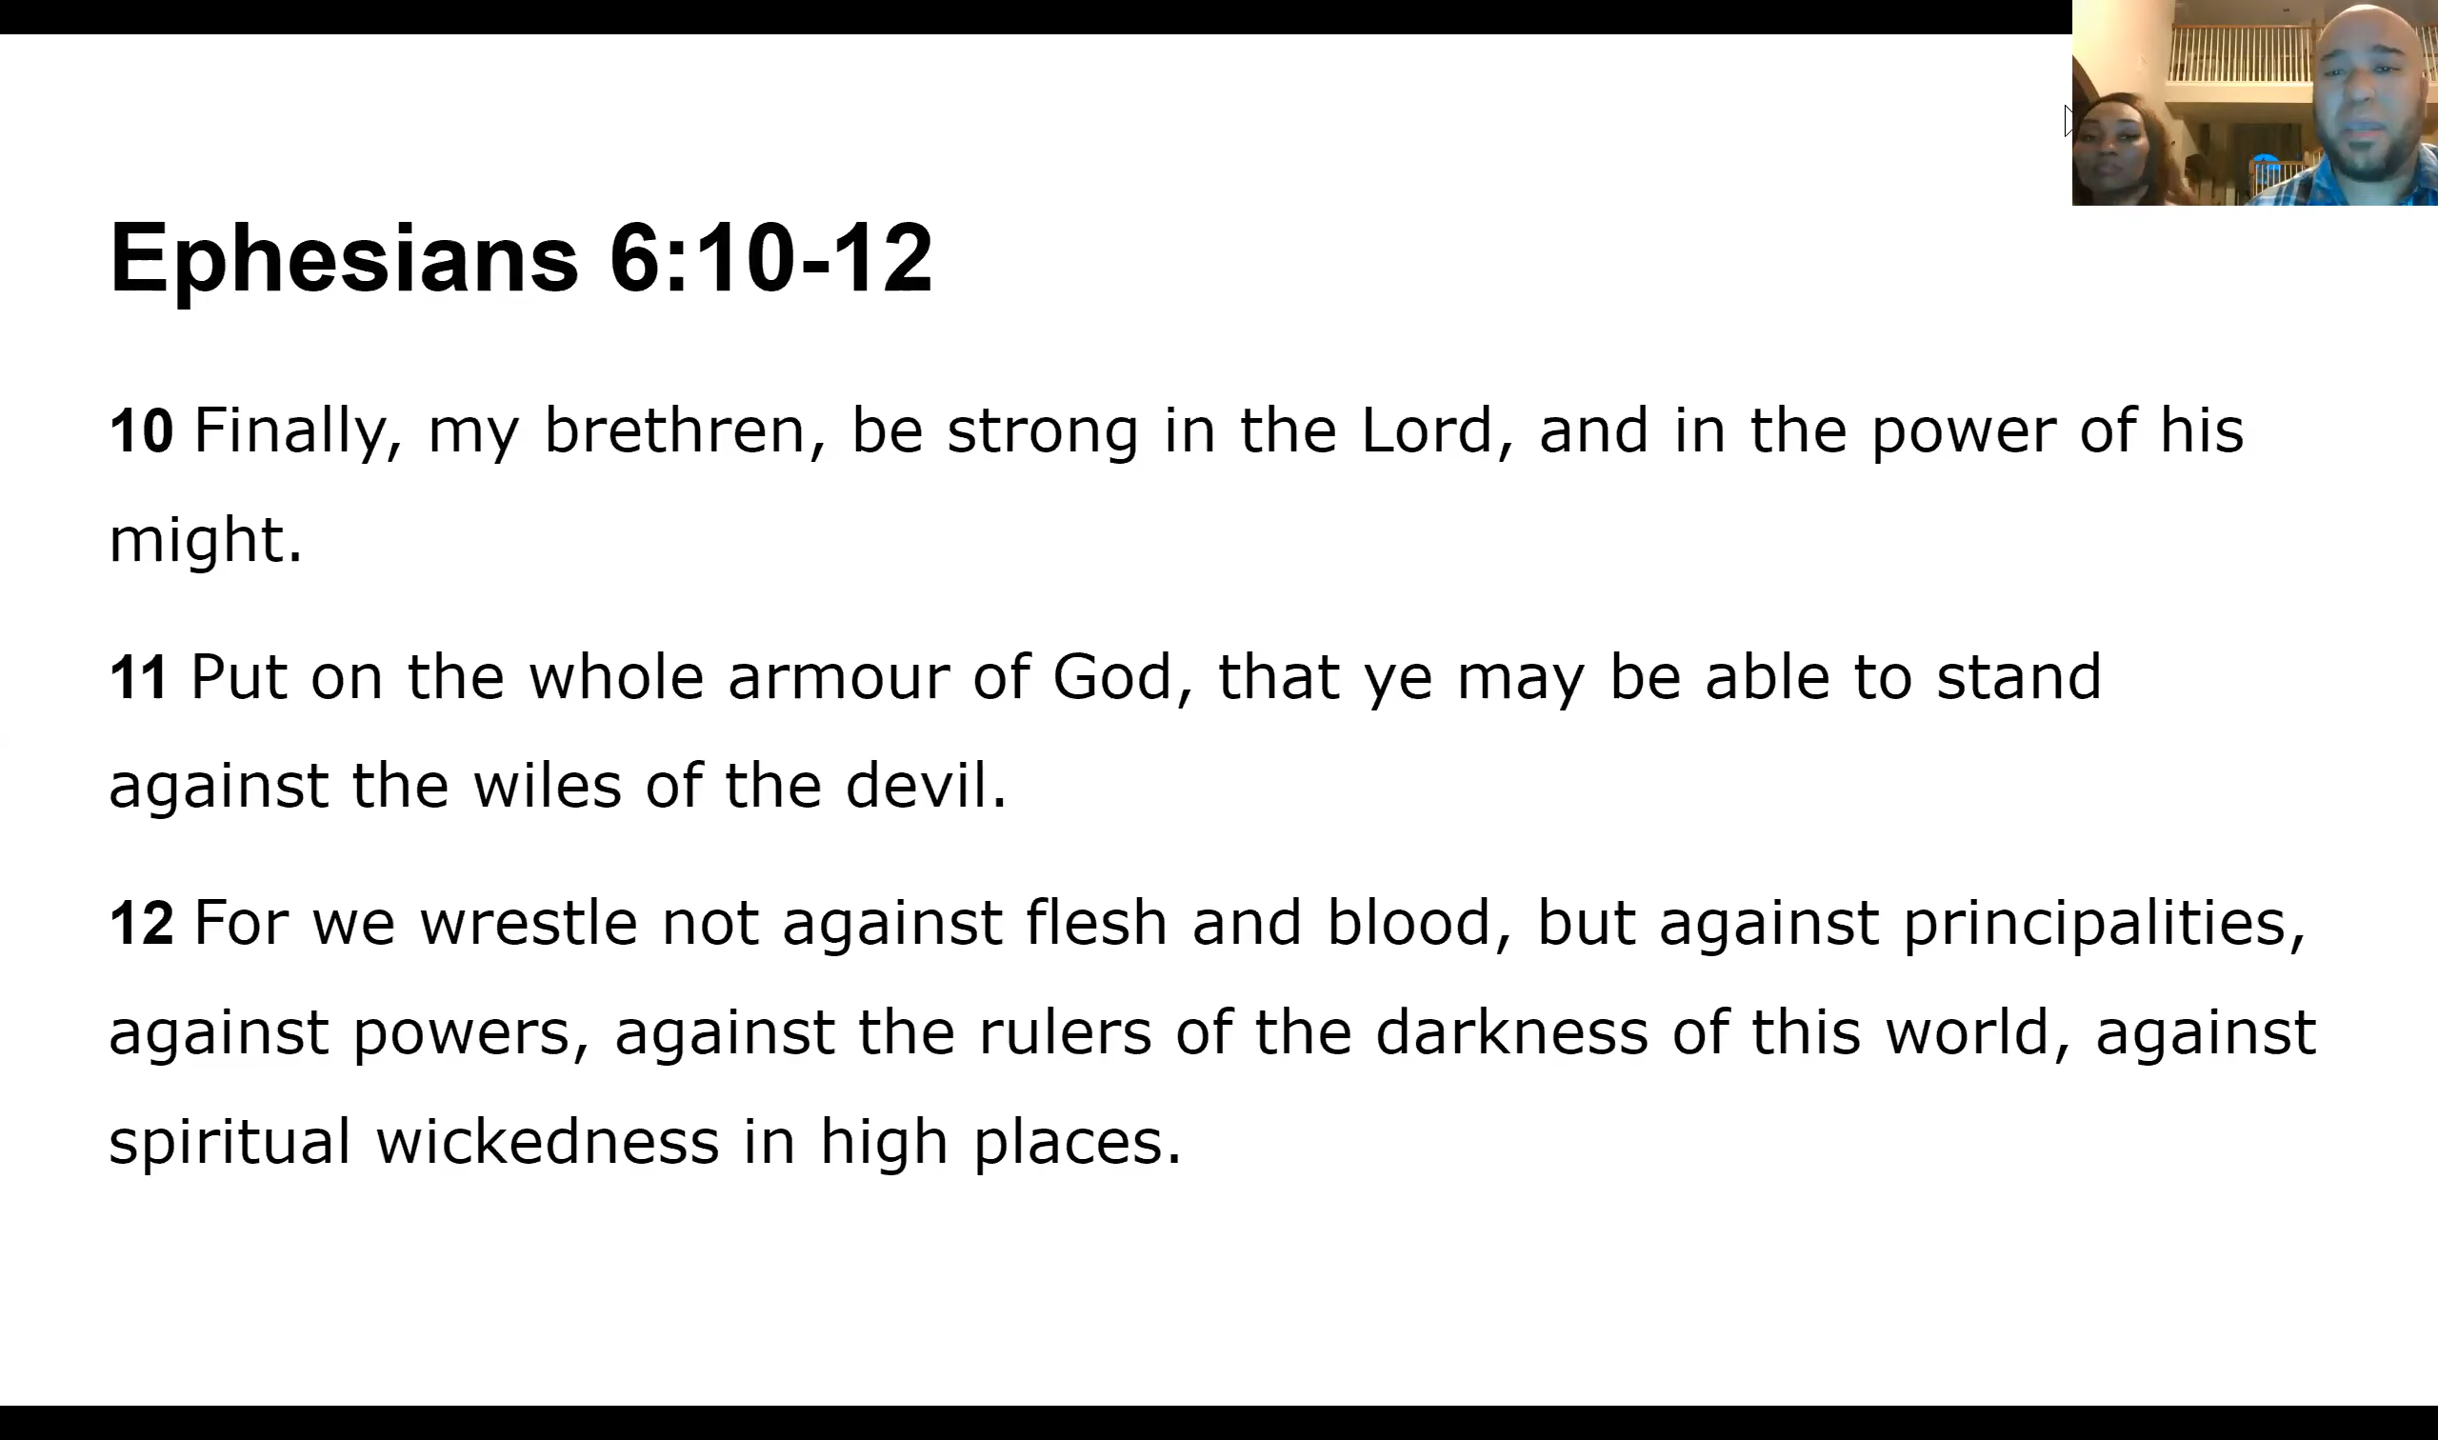 Ephesians 6:10-12
10 Finally, my brethren, be strong in the Lord, and in the power of his
might.
11 Put on the whole armour of God, that ye may be able to stand
against the wiles of the devil.
12 For we wrestle not against flesh and blood, but against principalities,
against powers, against the rulers of the darkness of this world, against
spiritual wickedness in high places.